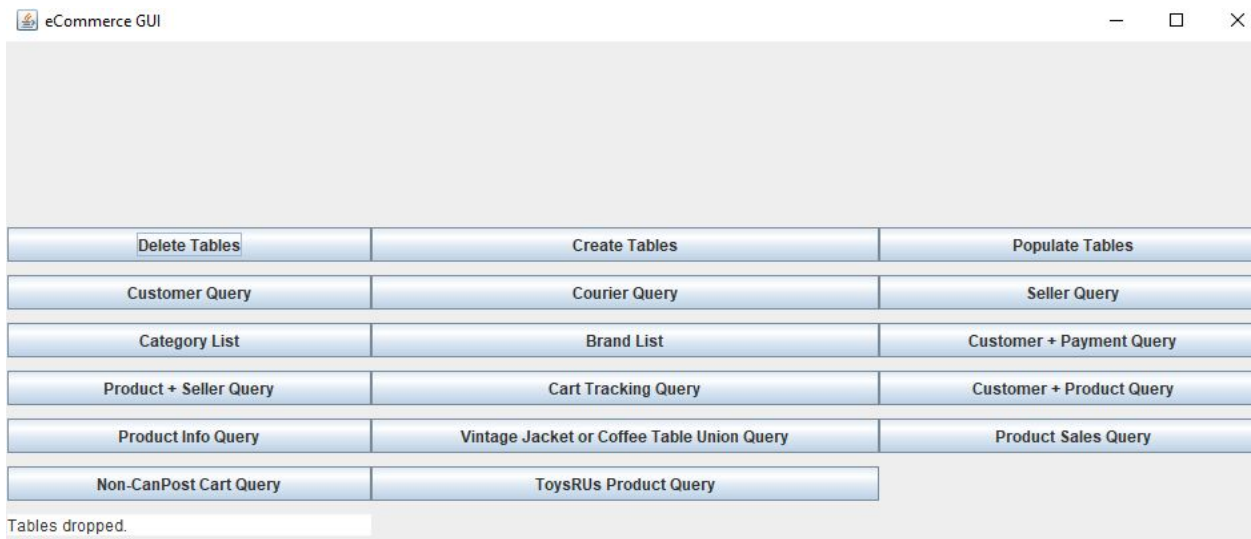 eCommerce GUI
Delete Tables Create Tables Populate Tables
Customer Query Courier Query Seller Query
Category List Brand List Customer + Payment Query
Product + Seller Query Cart Tracking Query Customer + Product Query
Product Info Query Vintage Jacket or Coffee Table Union Query Product Sales Query
Non-CanPost Cart Query ToysRUs Product Query
Tables dropped.